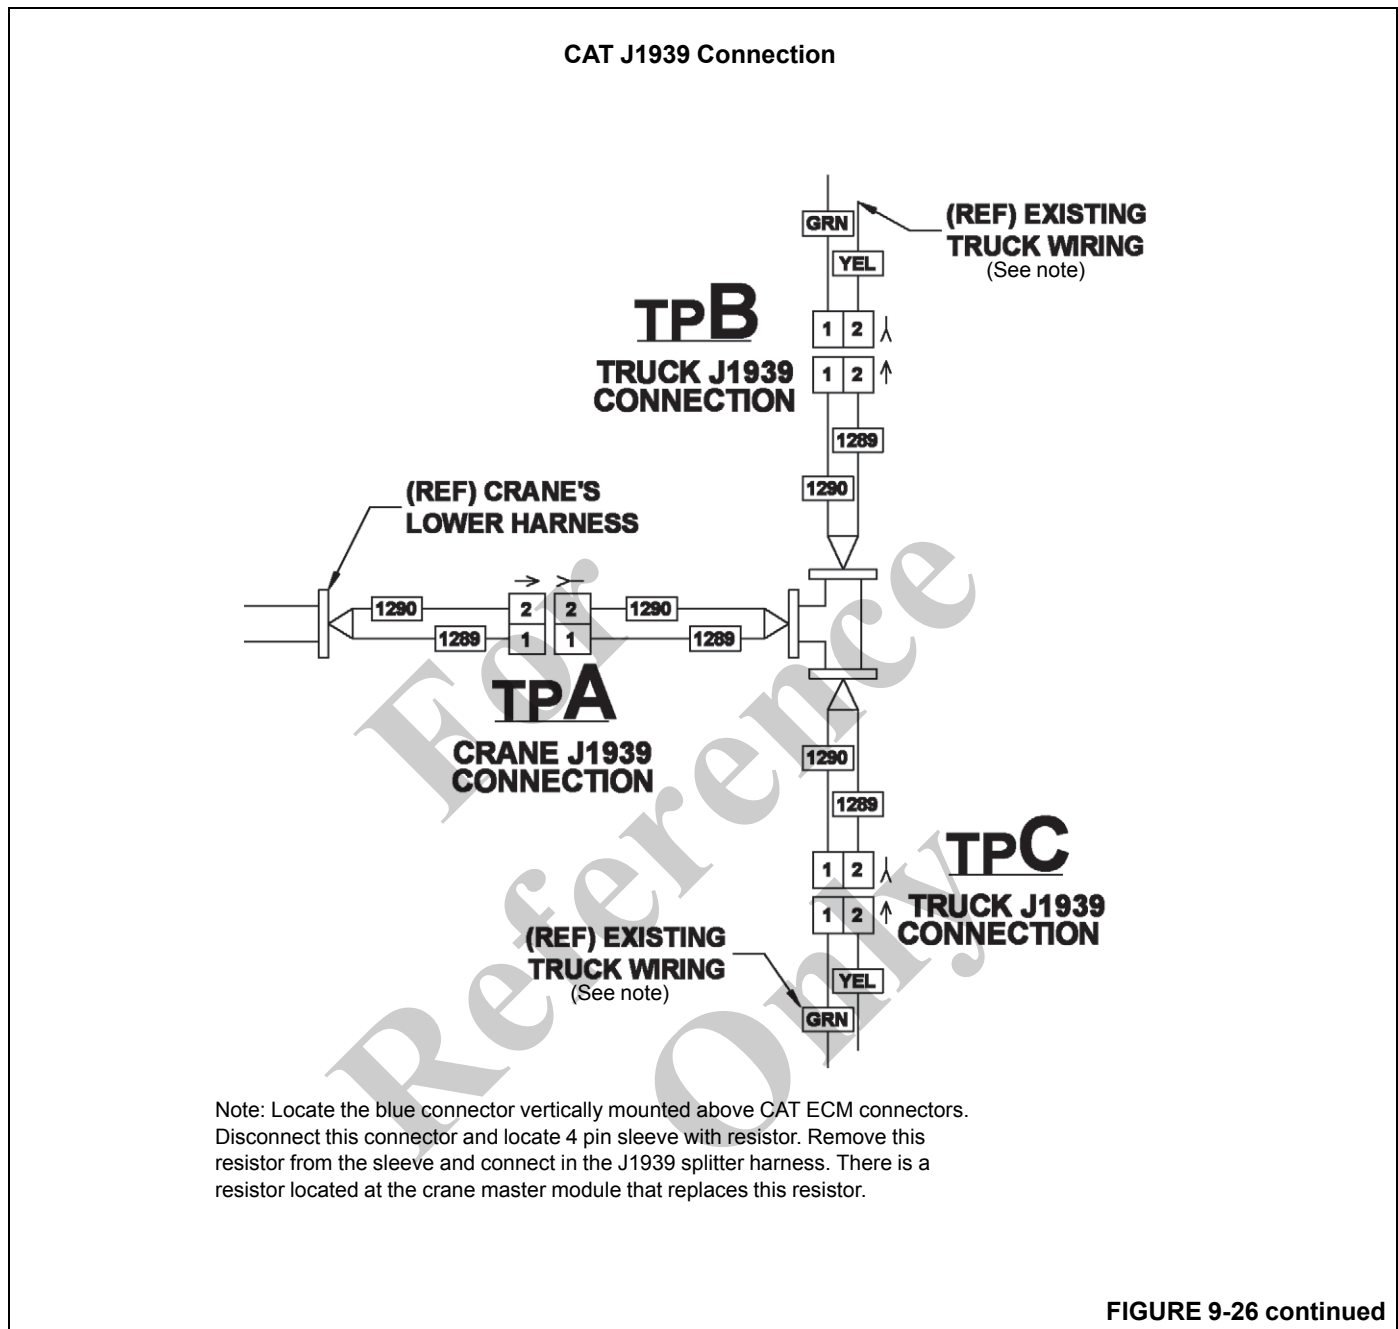 CAT J1939 Connection
GRN
(REF) EXISTING
TRUCK WIRING
(See note)
YEL
TPB
1 2
TRUCK J1939
CONNECTION
1 2
1289
1290
(REF) CRANE'S
LOWER HARNESS
1290 2 2 1290
1289 1 1 1289
TPA
CRANE J1939
CONNECTION
1290
1289
TPC
1 2
TRUCK J1939
CONNECTION
1 2
(REF) EXISTING
TRUCK WIRING
(See note)
YEL
GRN
For
Reference
Only
Note: Locate the blue connector vertically mounted above CAT ECM connectors.
Disconnect this connector and locate 4 pin sleeve with resistor. Remove this
resistor from the sleeve and connect in the J1939 splitter harness. There is a
resistor located at the crane master module that replaces this resistor.
FIGURE 9-26 continued